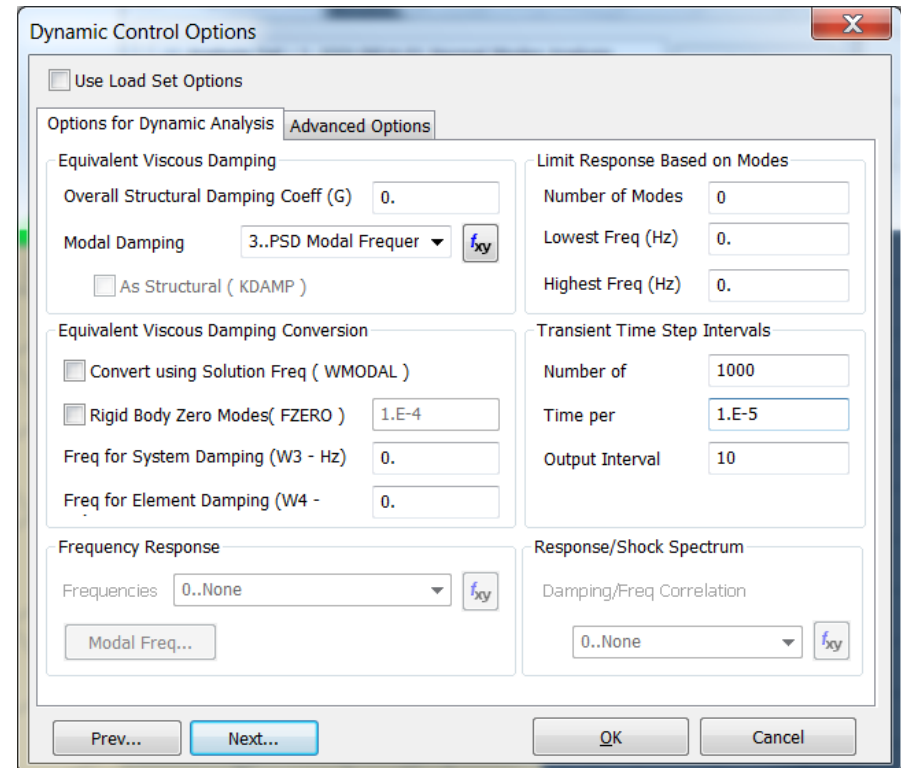 Dynamic Control Options
Use Load Set Options
Options for Dynamic Analysis
Advanced Options
Equivalent Viscous Damping
Overall Structural Damping Coeff (G) 0.
Modal Damping 3..PSD Modal Frequer fxy
As Structural ( KDAMP )
Limit Response Based on Modes
Number of Modes 0
Lowest Freq (Hz) 0.
Highest Freq (Hz) 0.
Equivalent Viscous Damping Conversion
Convert using Solution Freq ( WMODAL )
Rigid Body Zero Modes( FZERO ) 1.E-4
Freq for System Damping (W3 - Hz) 0.
Freq for Element Damping (W4 - 0.
Transient Time Step Intervals
Number of 1000
Time per 1.E-5
Output Interval 10
Frequency Response
Frequencies 0..None fxy
Modal Freq...
Response/Shock Spectrum
Damping/Freq Correlation
0..None fxy
Prev... Next... OK Cancel